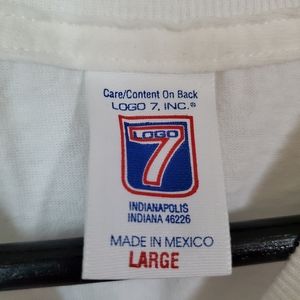 Care/Content On Back
LOGO 7, INC.®
LOGO
7
INDIANAPOLIS
INDIANA 46226
MADE IN MEXICO
LARGE